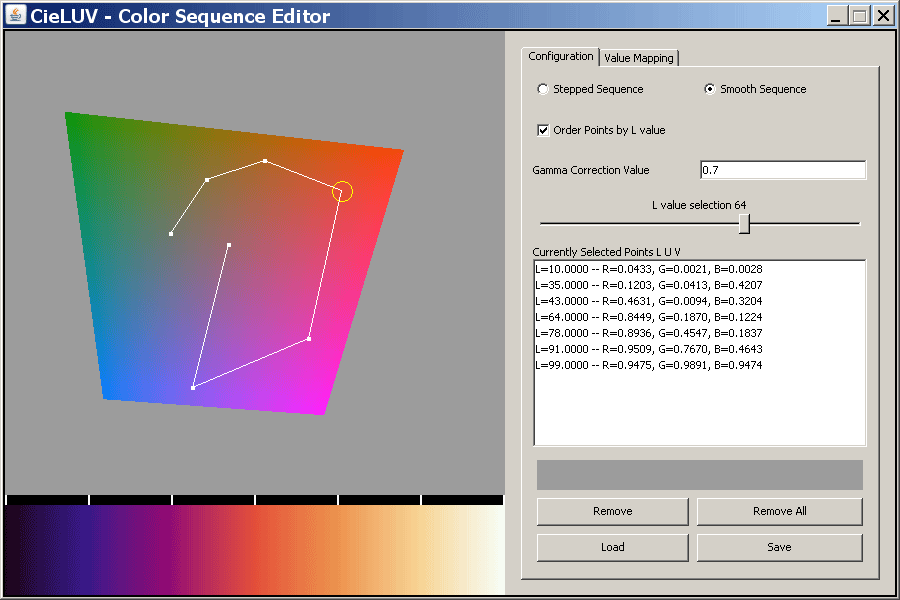 CieLUV - Color Sequence Editor
Configuration
Value Mapping
Stepped Sequence
Smooth Sequence
Order Points by L value
Gamma Correction Value
0.7
L value selection 64
Currently Selected Points L U V
L=10.0000 -- R=0.0433, G=0.0021, B=0.0028
L=35.0000 -- R=0.1203, G=0.0413, B=0.4207
L=43.0000 -- R=0.4631, G=0.0094, B=0.3204
L=64.0000 -- R=0.8449, G=0.1870, B=0.1224
L=78.0000 -- R=0.8936, G=0.4547, B=0.1837
L=91.0000 -- R=0.9509, G=0.7670, B=0.4643
L=99.0000 -- R=0.9475, G=0.9891, B=0.9474
Remove
Remove All
Load
Save